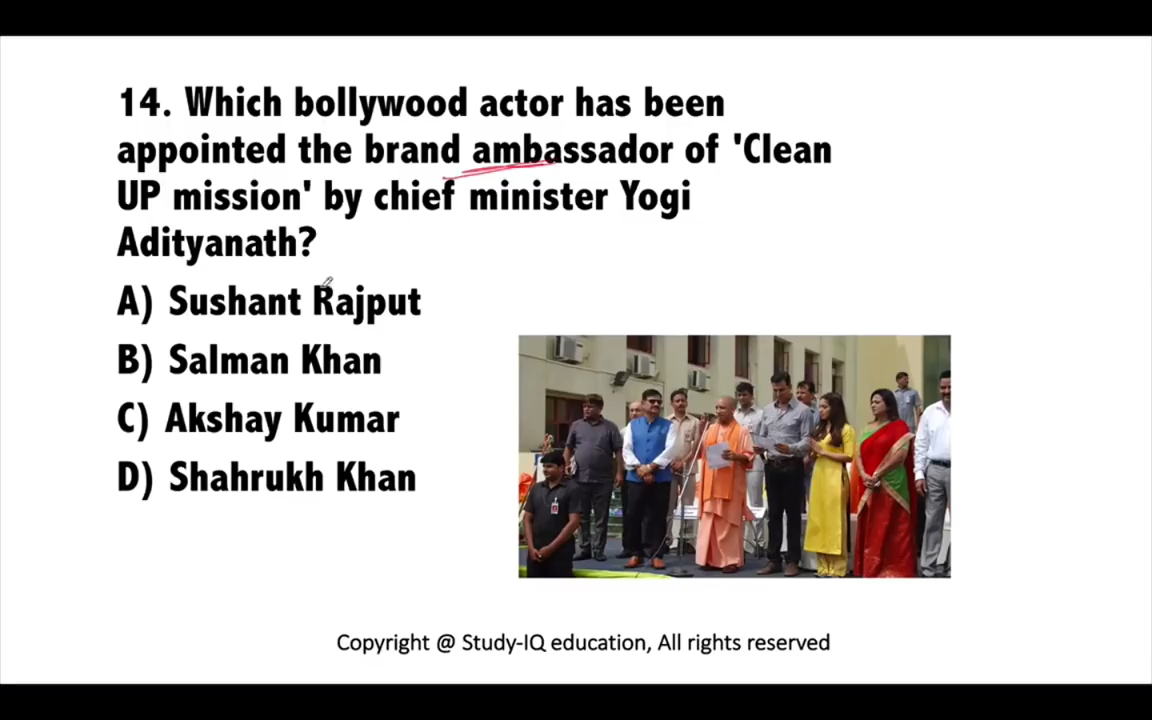 14. Which bollywood actor has been
appointed the brand ambassador of 'Clean
UP mission' by chief minister Yogi
Adityanath?
A) Sushant Rajput
B) Salman Khan
C) Akshay Kumar
D) Shahrukh Khan
Copyright @ Study-IQ education, All rights reserved